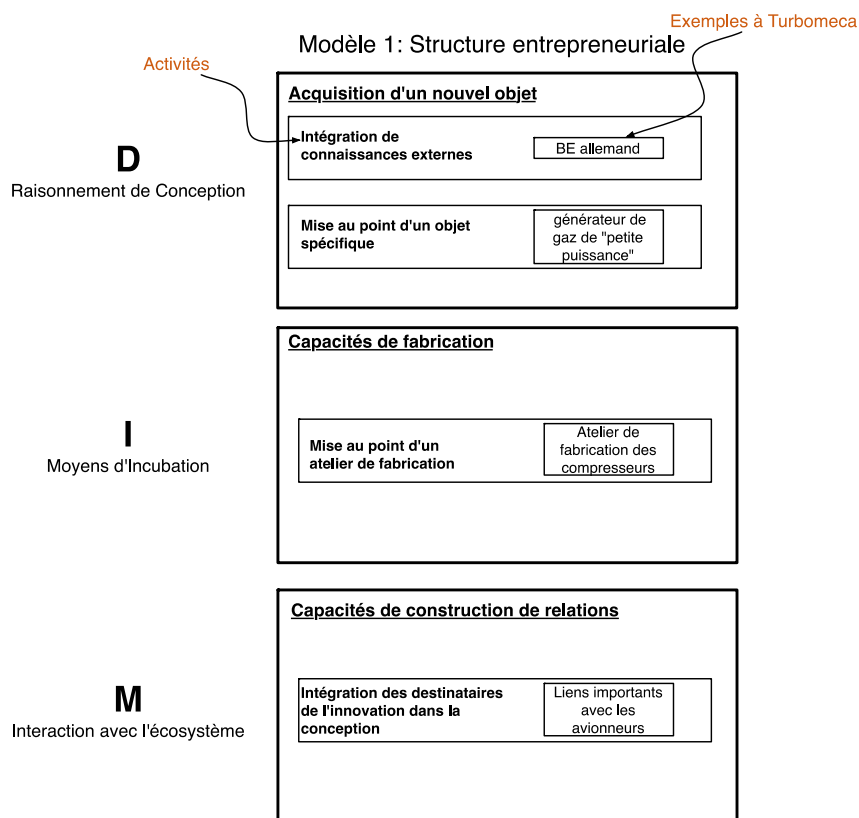 Exemples à Turbomeca
Modèle 1: Structure entrepreneuriale
Activités
Acquisition d'un nouvel objet
Intégration de
connaissances externes
BE allemand
D
Raisonnement de Conception
Mise au point d'un objet
spécifique
générateur de
gaz de "petite
puissance"
Capacités de fabrication
I
Moyens d'Incubation
Mise au point d'un
atelier de fabrication
Atelier de
fabrication des
compresseurs
Capacités de construction de relations
M
Interaction avec l'écosystème
Intégration des destinataires
de l'innovation dans la
conception
Liens importants
avec les
avionneurs